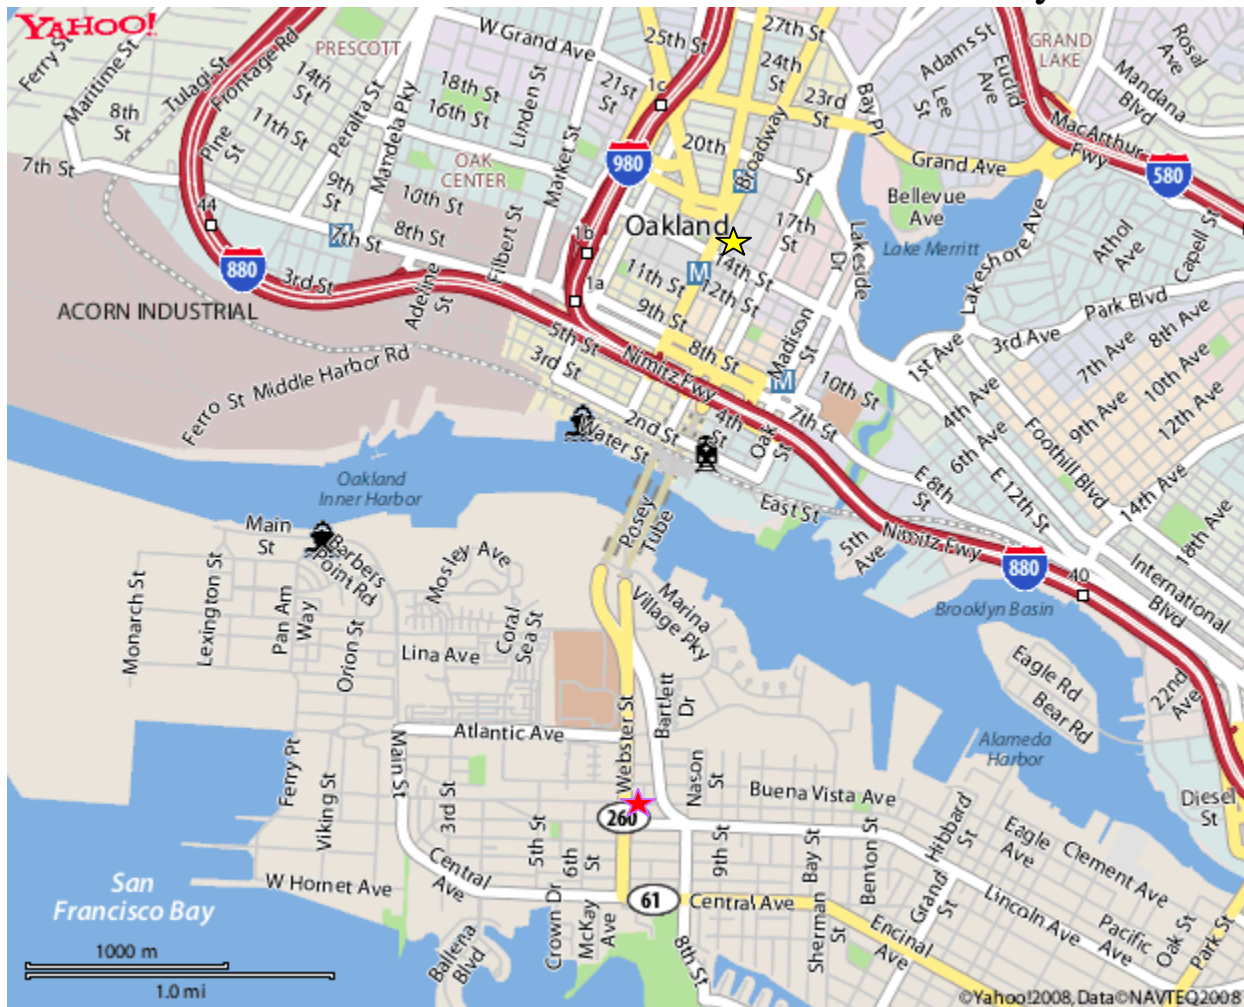 YAHOO!
Ferry St
Maritime St
8th
St
7th St
Tulagi St
Frontage Rd
Pine
St
14th
St
11th St
PRESCOTT
Peralta St
Mandela Pky
9th
St
7th St
W Grand Ave
18th St
16th St
Linden St
21st
St
Market St
OAK
CENTER
10th St
8th St
Filbert St
25th St
1c
27th St
24th
St
23rd
St
20th
St
Broadway
Bay Pl
980
Oakland
17th
St
Adams St
Lee
St
Euclid
Ave
GRAND
LAKE
Rosal
Ave
Mandana
Blvd
MacArthur
Fwy
580
Grand Ave
Bellevue
Ave
Lake Merritt
Lakeshore Ave
Athol
Ave
Capell St
Park Blvd
Lakeside
Dr
44
880
3rd St
Adeline
St
1b
1a
M
M
M
M
14th St
12th St
11th St
9th St
8th St
Madison
St
10th St
7th St
ACORN INDUSTRIAL
Middle Harbor Rd
Ferro St
5th St
3rd St
Nimitz Fwy
2nd St
4th
St
Oak
St
Water St
1st Ave
3rd Ave
4th Ave
6th Ave
7th Ave
8th Ave
9th Ave
10th Ave
12th Ave
14th Ave
18th Ave
Foothill Blvd
E 12th St
E 8th
St
East St
5th
Ave
Nimitz Fwy
880
40
International
Blvd
Oakland
Inner Harbor
Posey
Tube
Main
St
Barbers
Point Rd
Mosley Ave
Monarch St
Lexington St
Pan Am
Way
Orion St
Lina Ave
Coral
Sea St
Marina
Village Pky
Brooklyn Basin
Eagle Rd
Bear Rd
22nd
Ave
Alameda
Harbor
Bartlett
Dr
Atlantic Ave
Webster St
Main St
Ferry Pt
Viking St
3rd St
5th St
6th
St
260
Nason
St
Buena Vista Ave
9th St
Bay St
Benton St
Hibbard
St
Grand
St
Eagle
Ave
Clement Ave
Diesel
St
Lincoln Ave
Pacific
Ave
Oak St
Park St
W Hornet Ave
Central
Ave
Crown Dr
McKay
Ave
61
Central Ave
Sherman
St
Encinal
Ave
8th St
Ballena
Blvd
San
Francisco Bay
1000 m
1.0 mi
©Yahoo!2008, Data©NAVTEQ2008